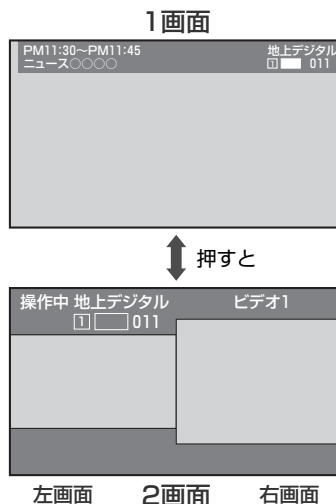 1画面
PM11:30～PM11:45 地上デジタル
ニュース○○○○ 1 011
押すと
操作中 地上デジタル ビデオ1
1 011
左画面 2画面 右画面